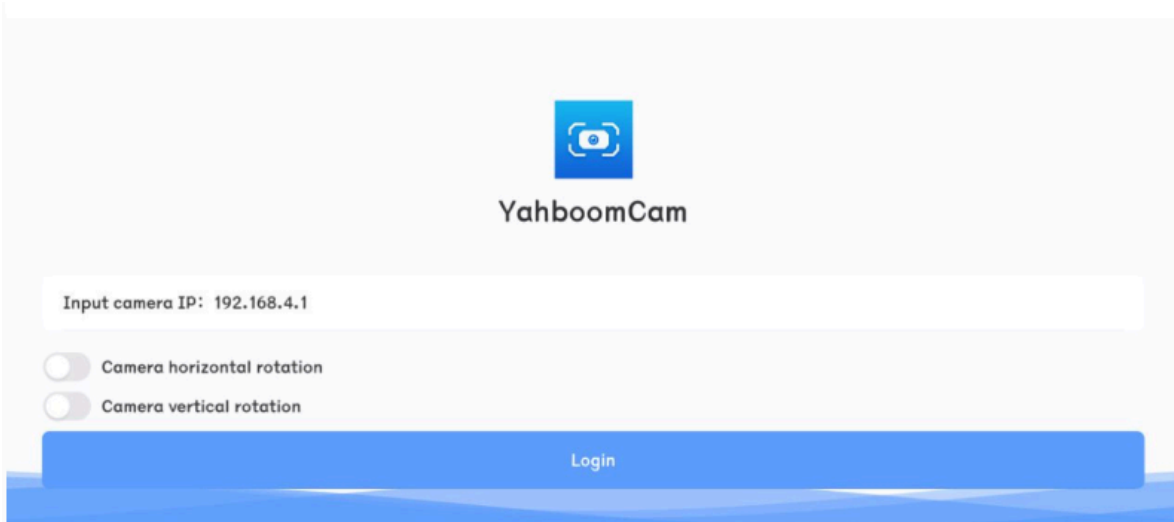 YahboomCam
Input camera IP: 192.168.4.1
Camera horizontal rotation
Camera vertical rotation
Login